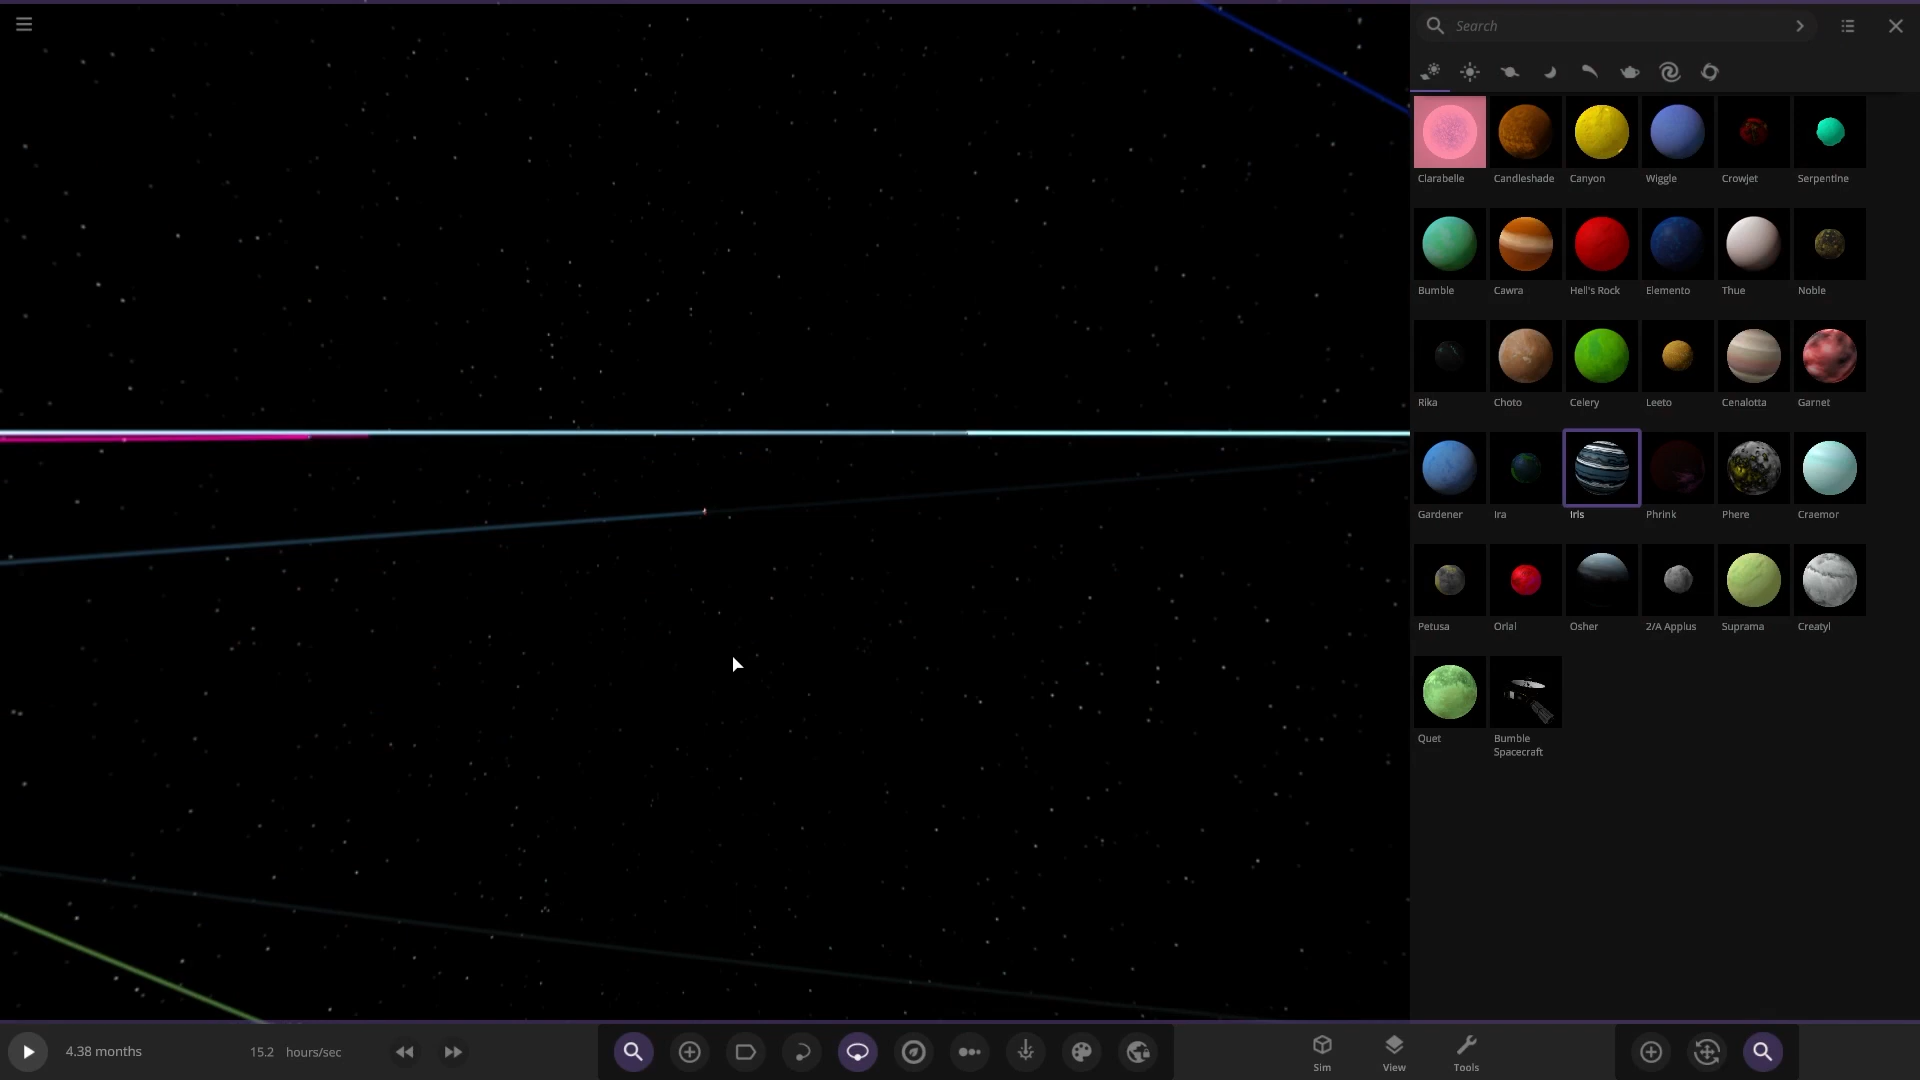 Search
Clarabelle
Candleshade
Canyon
Wiggle
Crowjet
Serpentine
Bumble
Cawra
Hell's Rock
Elemento
Thue
Noble
Rika
Choto
Celery
Leeto
Cenalotta
Garnet
Gardener
Ira
Iris
Phrink
Phere
Craemor
Petusa
Orial
Osher
2/A Applus
Suprama
Creatyl
Quet
Bumble
Spacecraft
4.38 months
15.2 hours/sec
Sim
View
Tools